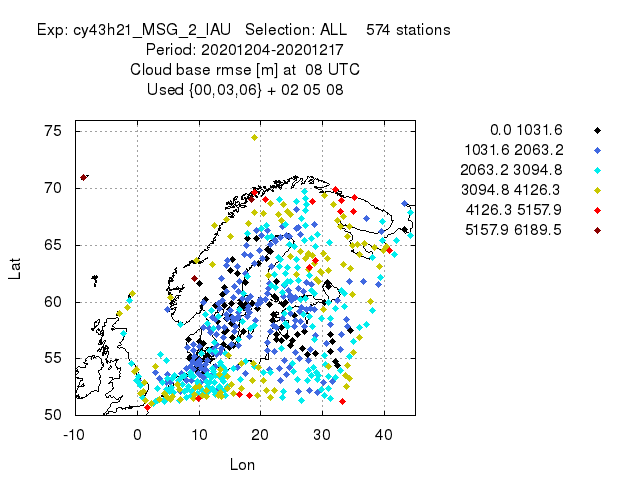 Exp: cy43h21_MSG_2_IAU Selection: ALL 574 stations
Period: 20201204-20201217
Cloud base rmse [m] at 08 UTC
Used {00,03,06} + 02 05 08
0.0 1031.6
1031.6 2063.2
2063.2 3094.8
3094.8 4126.3
4126.3 5157.9
5157.9 6189.5
75
70
65
60
55
50
Lat
-10 0 10 20 30 40
Lon